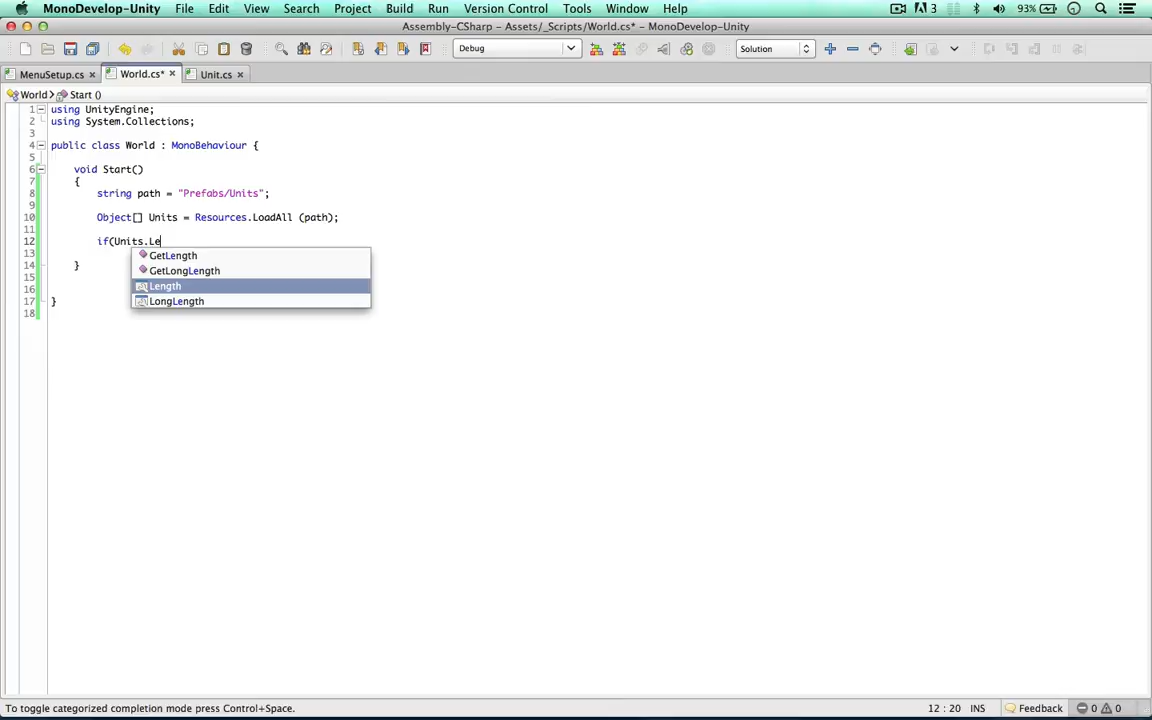 MonoDevelop-Unity File Edit View Search Project Build Run Version Control Tools Window Help 3 93%
Assembly-CSharp - Assets/_Scripts/World.cs* - MonoDevelop-Unity
Debug Solution
MenuSetup.cs World.cs* Unit.cs
World Start ()
1 using UnityEngine;
2 using System.Collections;
3
4 public class World : MonoBehaviour {
5
6 void Start()
7 {
8 string path = "Prefabs/Units";
9
10 Object[] Units = Resources.LoadAll (path);
11
12 if(Units.Le
13 GetLength
14 } GetLongLength
15 Length
16
17 } LongLength
18
To toggle categorized completion mode press Control+Space. 12 : 20 INS Feedback 0 0